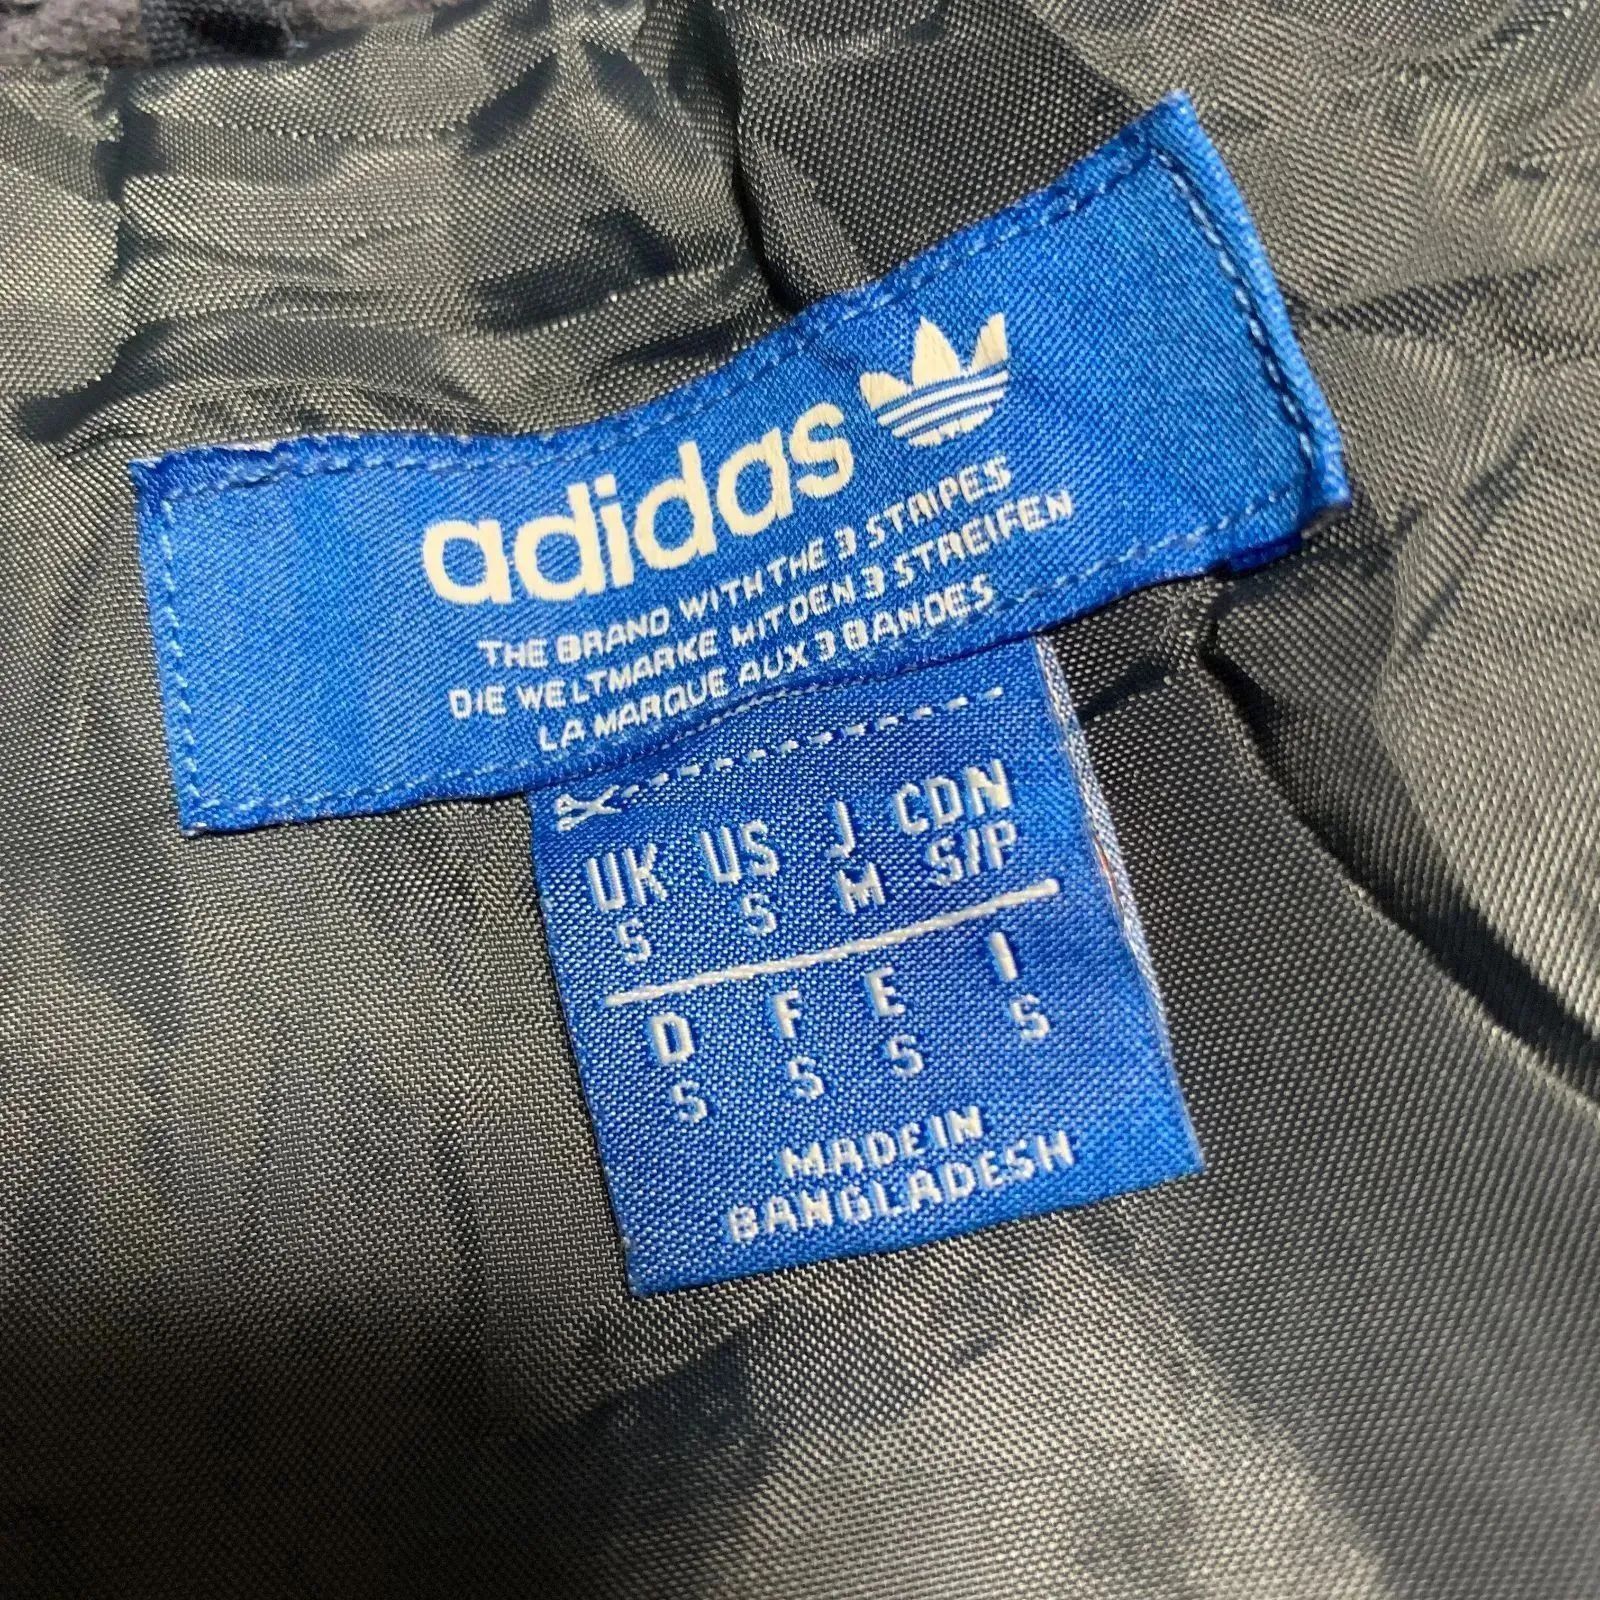 adidas
THE BRAND WITH THE 3 STRIPES
DIE WELTMARKE MIT DEN 3 STREIFEN
LA MARQUE AUX 3 BANDES
UK US J CDN
S S M S/P
D F E I
S S S S
MADE IN
BANGLADESH